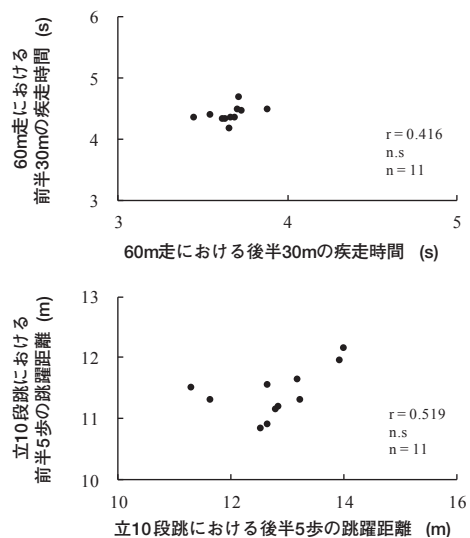 60m走における
前半30mの疾走時間 (s)
6
5
4
3
3
4
5
r = 0.416
n.s
n = 11
60m走における後半30mの疾走時間 (s)
立10段跳における
前半5歩の跳躍距離 (m)
13
12
11
10
10
12
14
16
r = 0.519
n.s
n = 11
立10段跳における後半5歩の跳躍距離 (m)